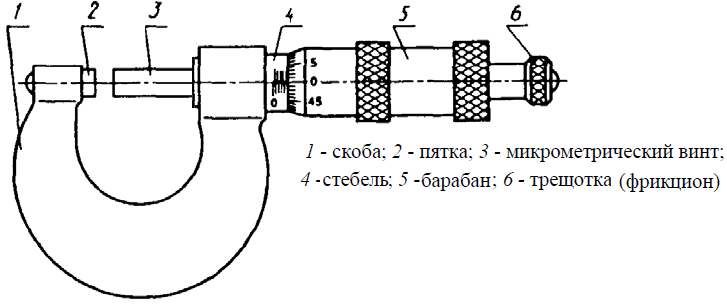 1 2 3 4 5 6
5
0
0 45
1 - скоба; 2 - пятка; 3 - микрометрический винт;
4 -стебель; 5 -барабан; 6 - трещотка (фрикцион)